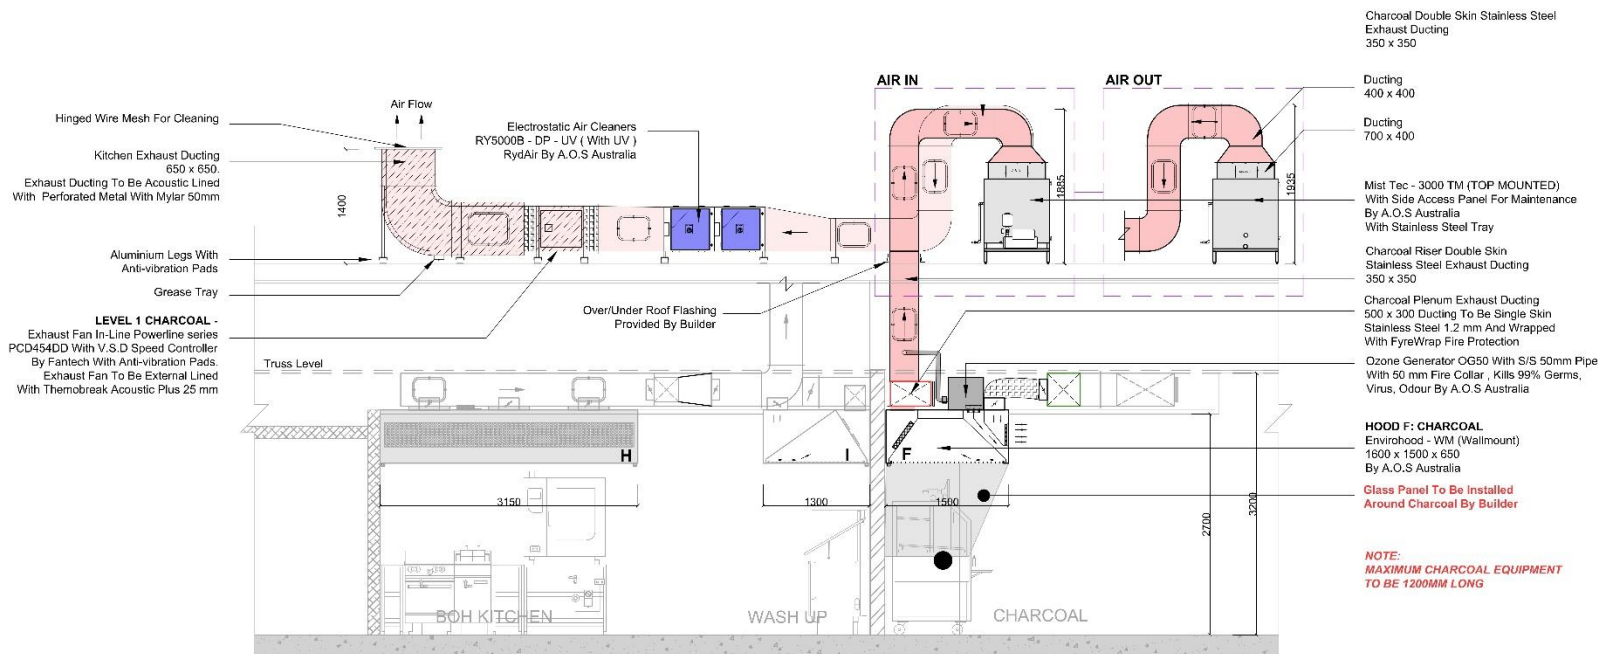 Charcoal Double Skin Stainless Steel
Exhaust Ducting
350 x 350
AIR IN
AIR OUT
Ducting
400 x 400
Ducting
700 x 400
Air Flow
Hinged Wire Mesh For Cleaning
Kitchen Exhaust Ducting
650 x 650.
Exhaust Ducting To Be Acoustic Lined
With Perforated Metal With Mylar 50mm
Electrostatic Air Cleaners
RY5000B - DP - UV ( With UV )
RydAir By A.O.S Australia
1400
1885
1935
Mist Tec - 3000 TM (TOP MOUNTED)
With Side Access Panel For Maintenance
By A.O.S Australia
With Stainless Steel Tray
Aluminium Legs With
Anti-vibration Pads
Grease Tray
Charcoal Riser Double Skin
Stainless Steel Exhaust Ducting
350 x 350
Over/Under Roof Flashing
Provided By Builder
LEVEL 1 CHARCOAL -
Exhaust Fan In-Line Powerline series
PCD454DD With V.S.D Speed Controller
By Fantech With Anti-vibration Pads.
Exhaust Fan To Be External Lined
With Themobreak Acoustic Plus 25 mm
Charcoal Plenum Exhaust Ducting
500 x 300 Ducting To Be Single Skin
Stainless Steel 1.2 mm And Wrapped
With FyreWrap Fire Protection
Truss Level
Ozone Generator OG50 With S/S 50mm Pipe
With 50 mm Fire Collar , Kills 99% Germs,
Virus, Odour By A.O.S Australia
HOOD F: CHARCOAL
Envirohood - WM (Wallmount)
1600 x 1500 x 650
By A.O.S Australia
H
I
F
Glass Panel To Be Installed
Around Charcoal By Builder
3150
1300
1500
2700
3200
NOTE:
MAXIMUM CHARCOAL EQUIPMENT
TO BE 1200MM LONG
BOH KITCHEN
WASH UP
CHARCOAL